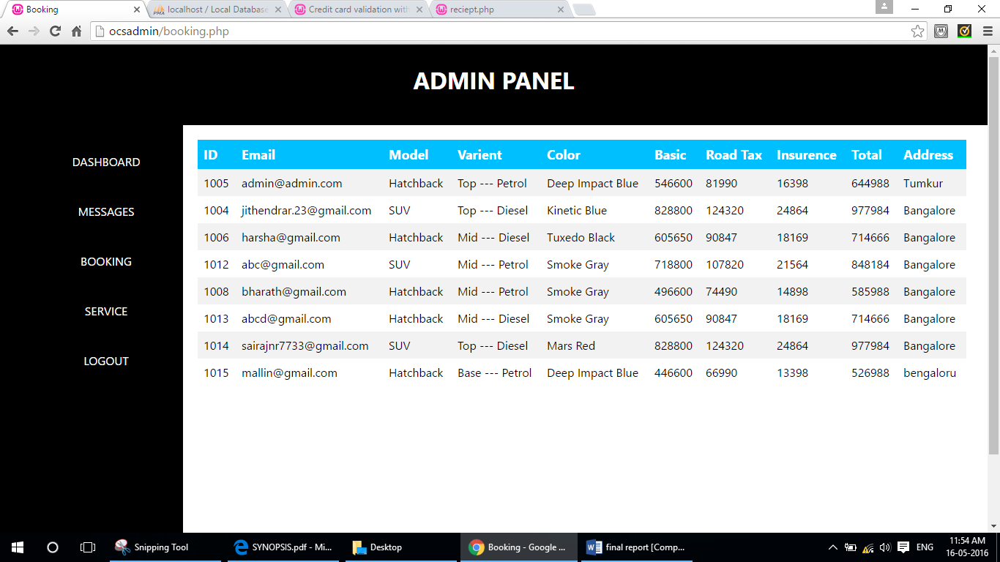 Booking localhost / Local Database Credit card validation with reciept.php
ocsadmin/booking.php
ADMIN PANEL
DASHBOARD
MESSAGES
BOOKING
SERVICE
LOGOUT
ID Email Model Varient Color Basic Road Tax Insurence Total Address
1005 admin@admin.com Hatchback Top --- Petrol Deep Impact Blue 546600 81990 16398 644988 Tumkur
1004 jithendrar.23@gmail.com SUV Top --- Diesel Kinetic Blue 828800 124320 24864 977984 Bangalore
1006 harsha@gmail.com Hatchback Mid --- Diesel Tuxedo Black 605650 90847 18169 714666 Bangalore
1012 abc@gmail.com SUV Mid --- Petrol Smoke Gray 718800 107820 21564 848184 Bangalore
1008 bharath@gmail.com Hatchback Mid --- Petrol Smoke Gray 496600 74490 14898 585988 Bangalore
1013 abcd@gmail.com Hatchback Mid --- Diesel Smoke Gray 605650 90847 18169 714666 Bangalore
1014 sairajnr7733@gmail.com SUV Top --- Diesel Mars Red 828800 124320 24864 977984 Bangalore
1015 mallin@gmail.com Hatchback Base --- Petrol Deep Impact Blue 446600 66990 13398 526988 bengaloru
Snipping Tool SYNOPSIS.pdf - Mi... Desktop Booking - Google ... final report [Comp... ENG 11:54 AM
16-05-2016